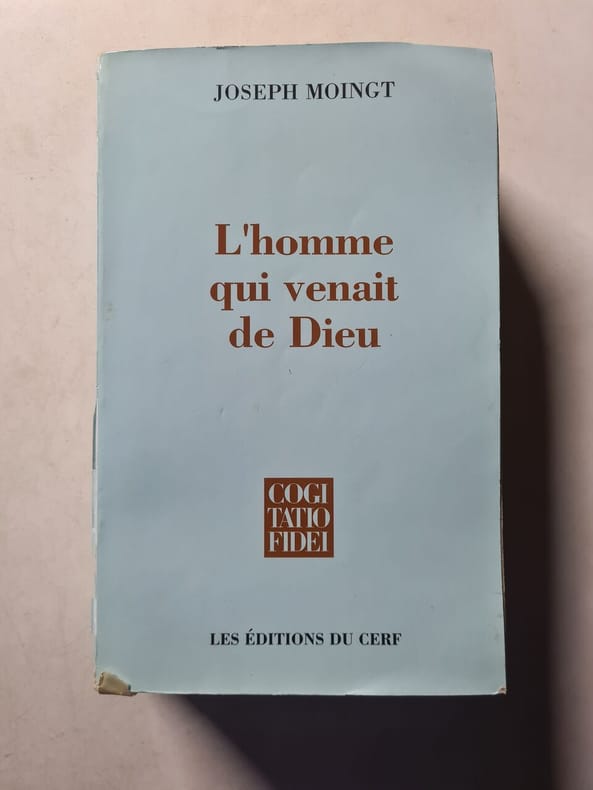 JOSEPH MOINGT
L'homme
qui venait
de Dieu
COGI
TATIO
FIDEI
LES ÉDITIONS DU CERF